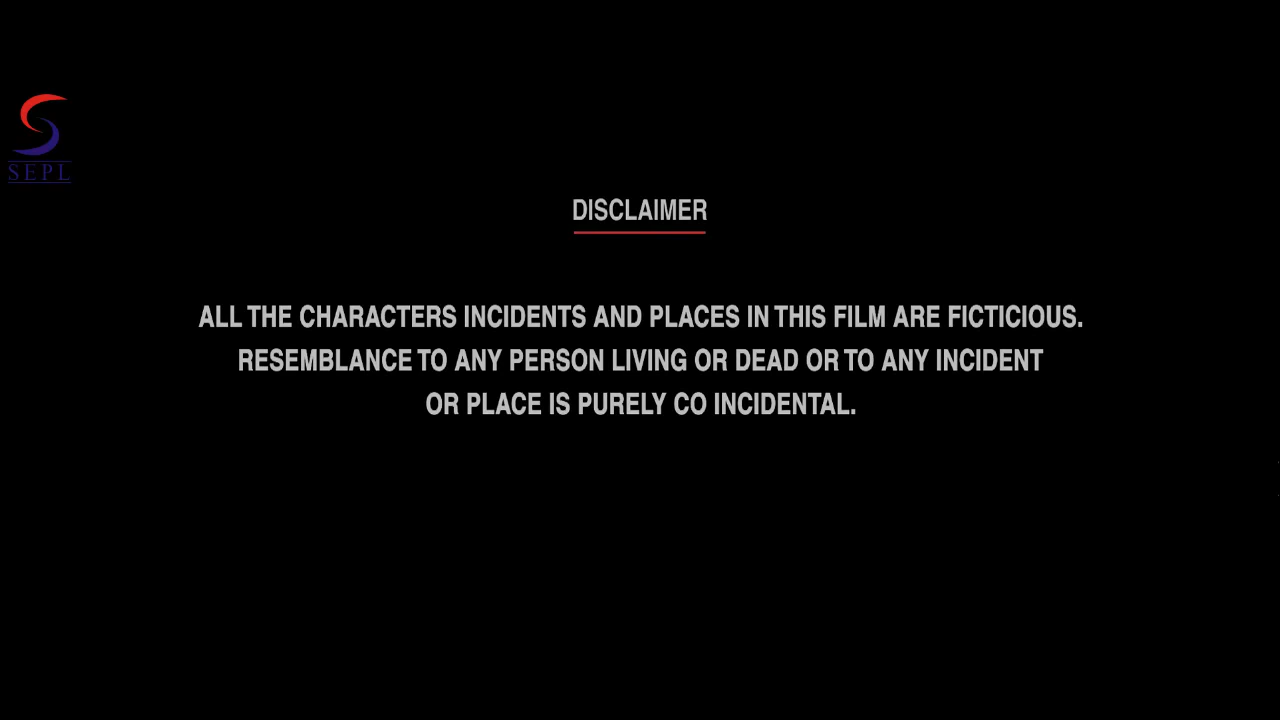 SEPL
DISCLAIMER
ALL THE CHARACTERS INCIDENTS AND PLACES IN THIS FILM ARE FICTICIOUS.
RESEMBLANCE TO ANY PERSON LIVING OR DEAD OR TO ANY INCIDENT
OR PLACE IS PURELY CO INCIDENTAL.